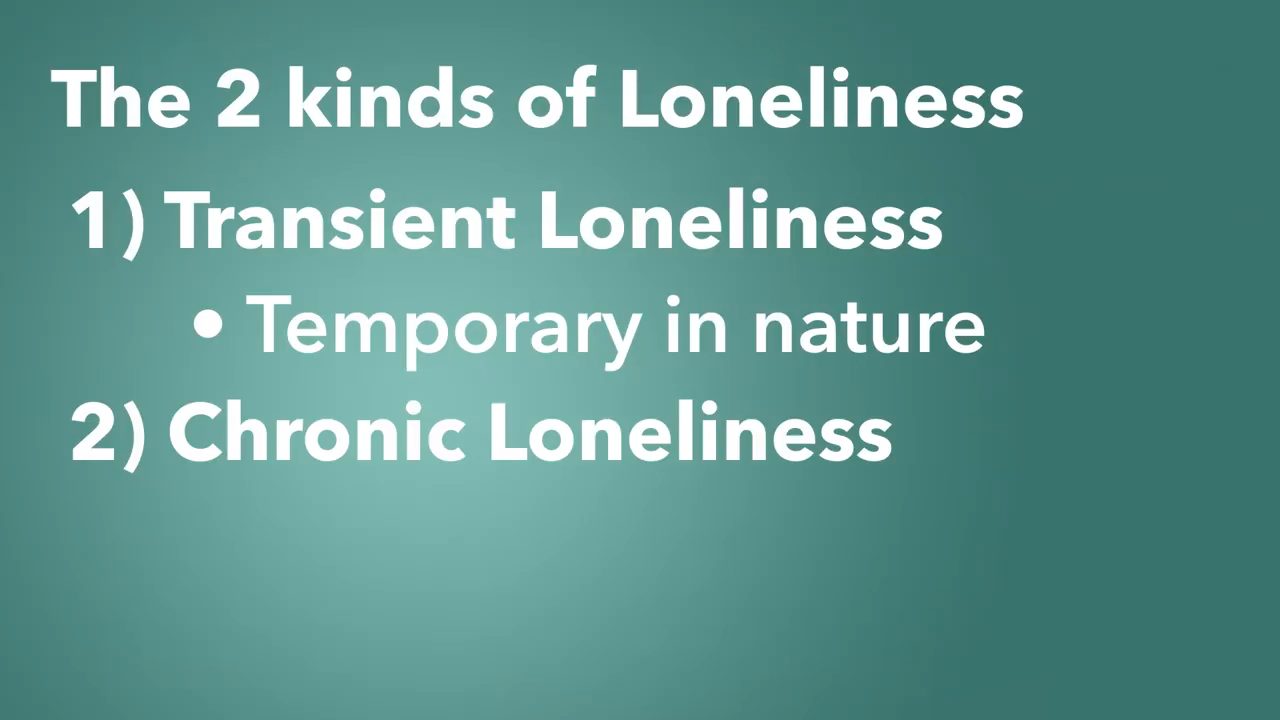 The 2 kinds of Loneliness
1) Transient Loneliness
• Temporary in nature
2) Chronic Loneliness